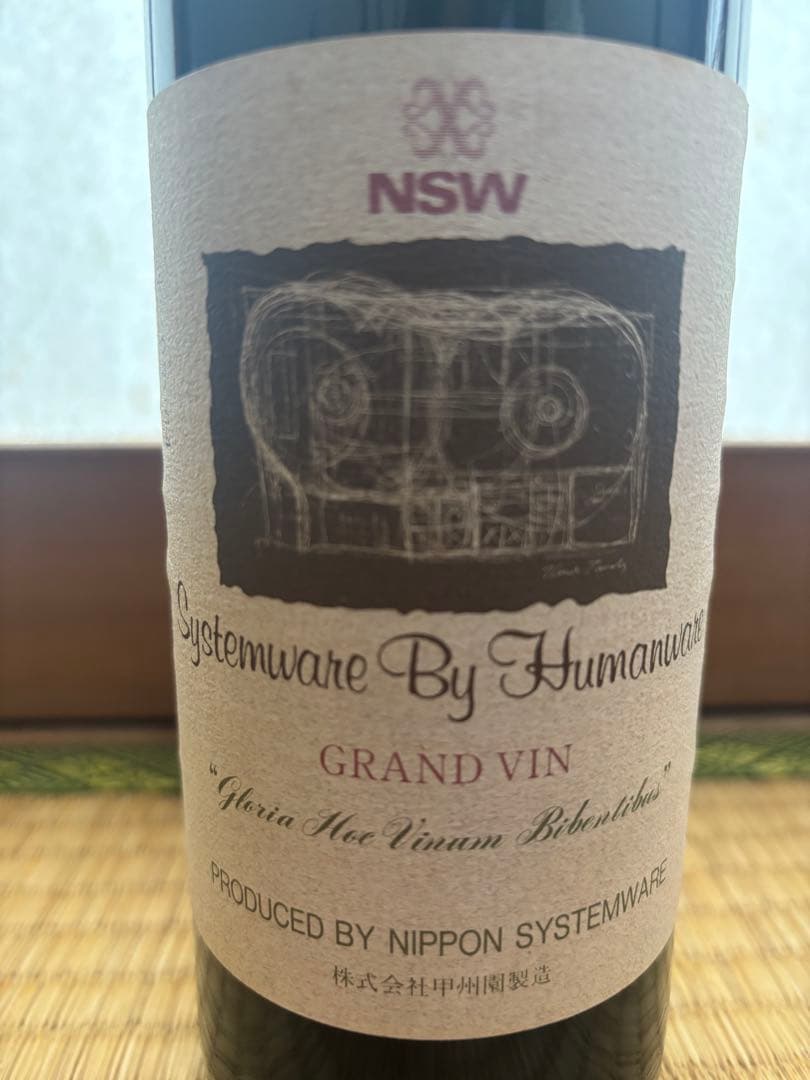 NSW
Systemware By Humanware
GRAND VIN
"Gloria Hoc Vinum Bibentibus"
PRODUCED BY NIPPON SYSTEMWARE
株式会社甲州園製造